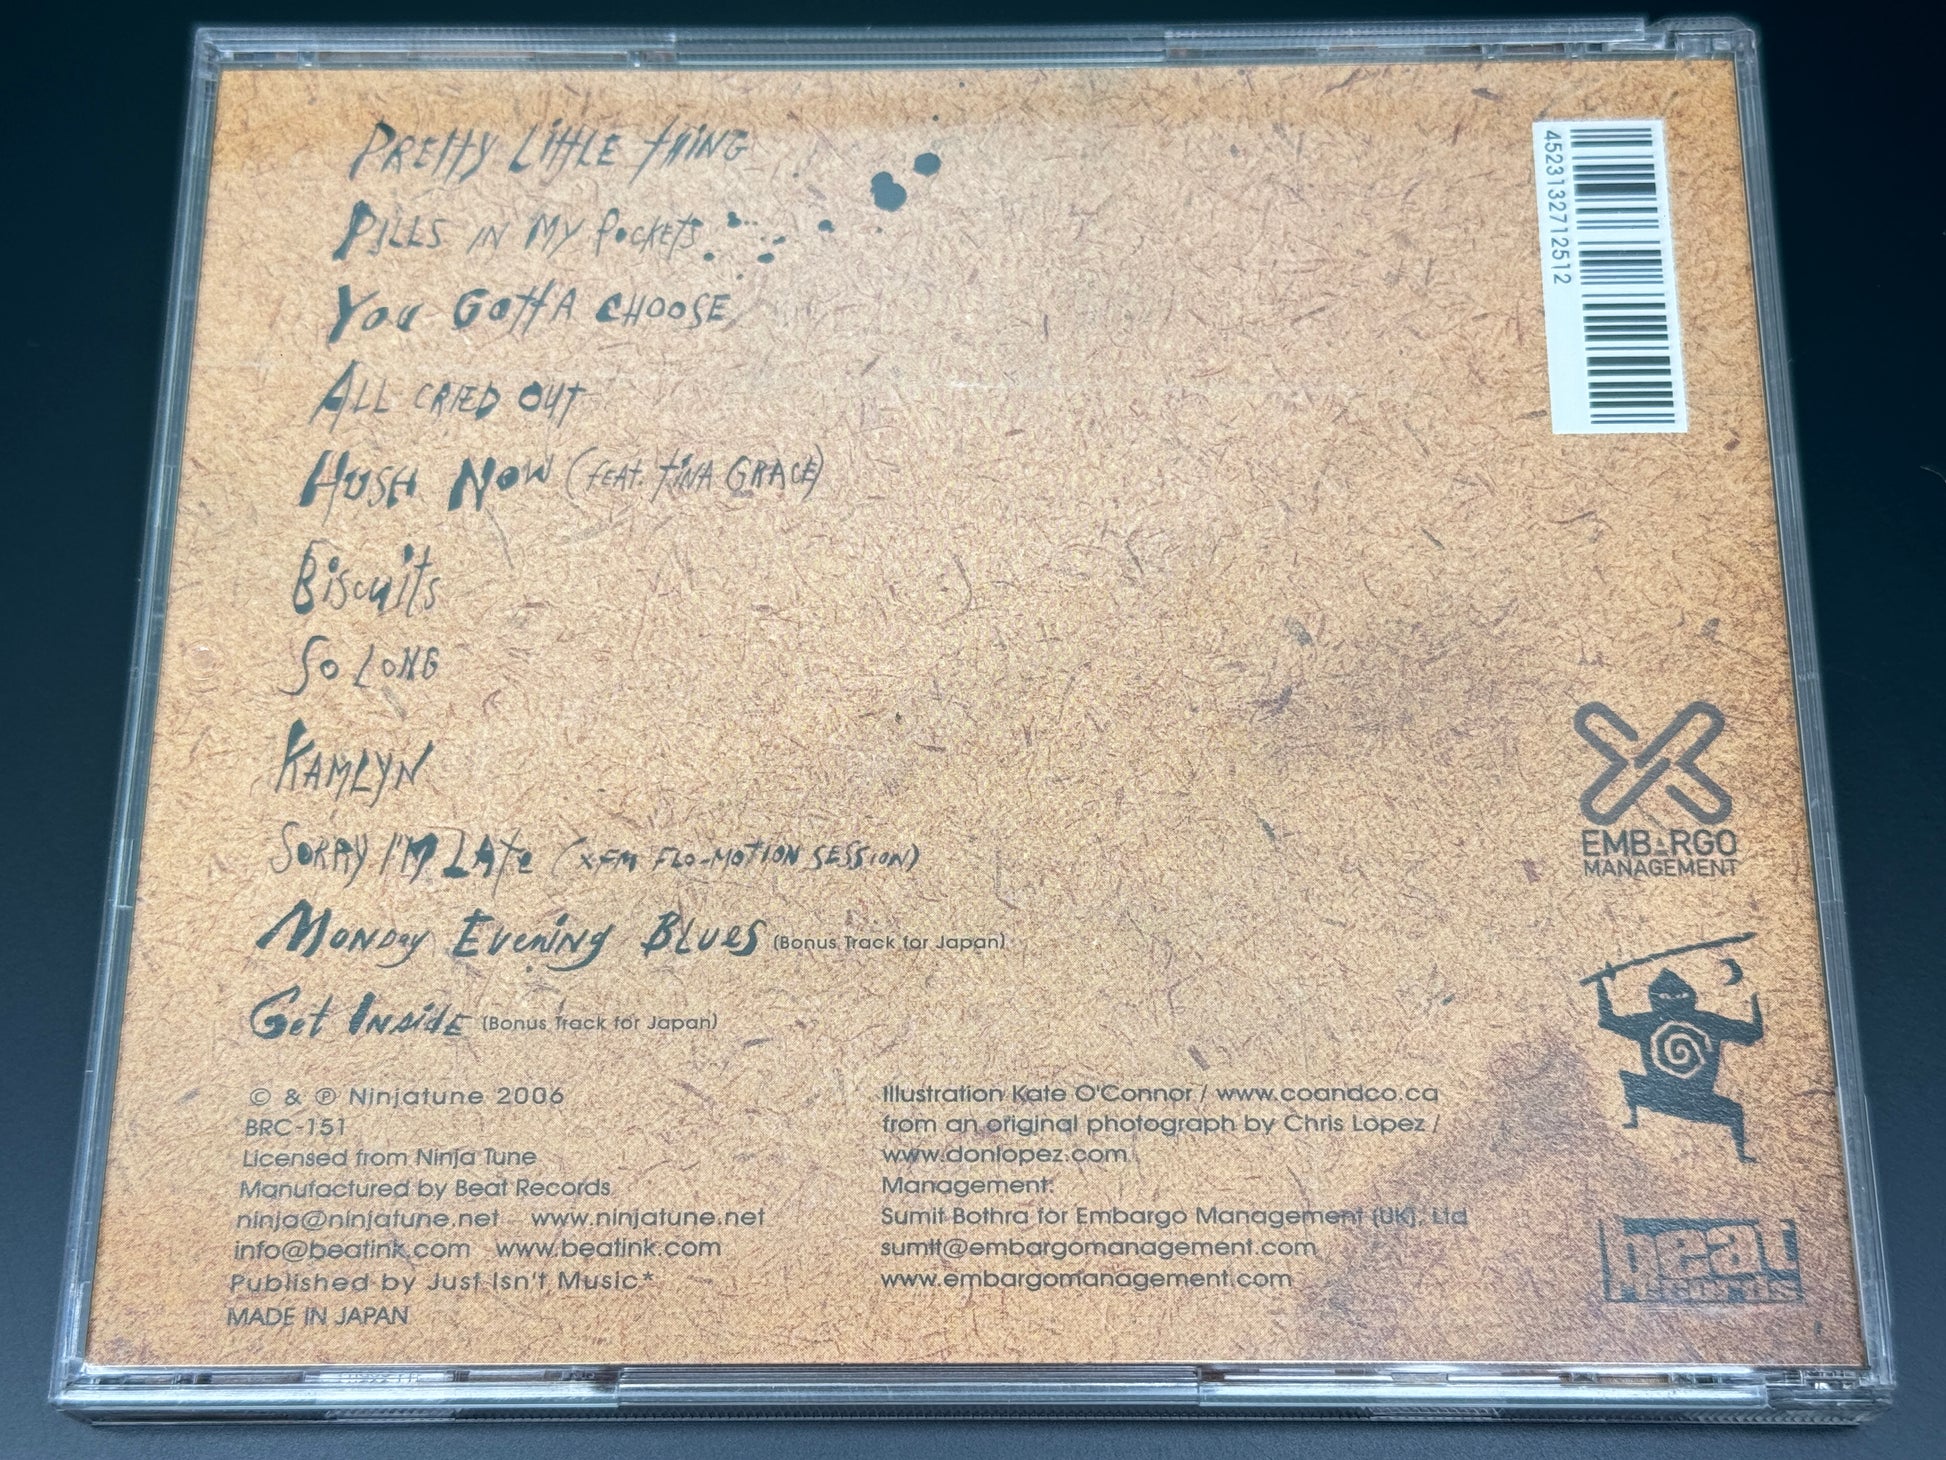 Pretty Little Thing
Pills in My Pockets
You Gotta Choose
All Cried Out
Hush Now (feat. Tina Grace)
Biscuits
So Long
Kamlyn
Sorry I'm Late (XFM Flo-Motion Session)
Monday Evening Blues (Bonus Track for Japan)
Get Inside (Bonus Track for Japan)
© & ℗ Ninjatune 2006
BRC-151
Licensed from Ninja Tune
Manufactured by Beat Records
ninja@ninjatune.net www.ninjatune.net
info@beatink.com www.beatink.com
Published by Just Isn't Music*
MADE IN JAPAN
Illustration Kate O'Connor / www.coandco.ca
from an original photograph by Chris Lopez /
www.donlopez.com
Management:
Sumit Bothra for Embargo Management (UK), Ltd
sumit@embargomanagement.com
www.embargomanagement.com
4523132712512
EMBARGO
MANAGEMENT
beat
records